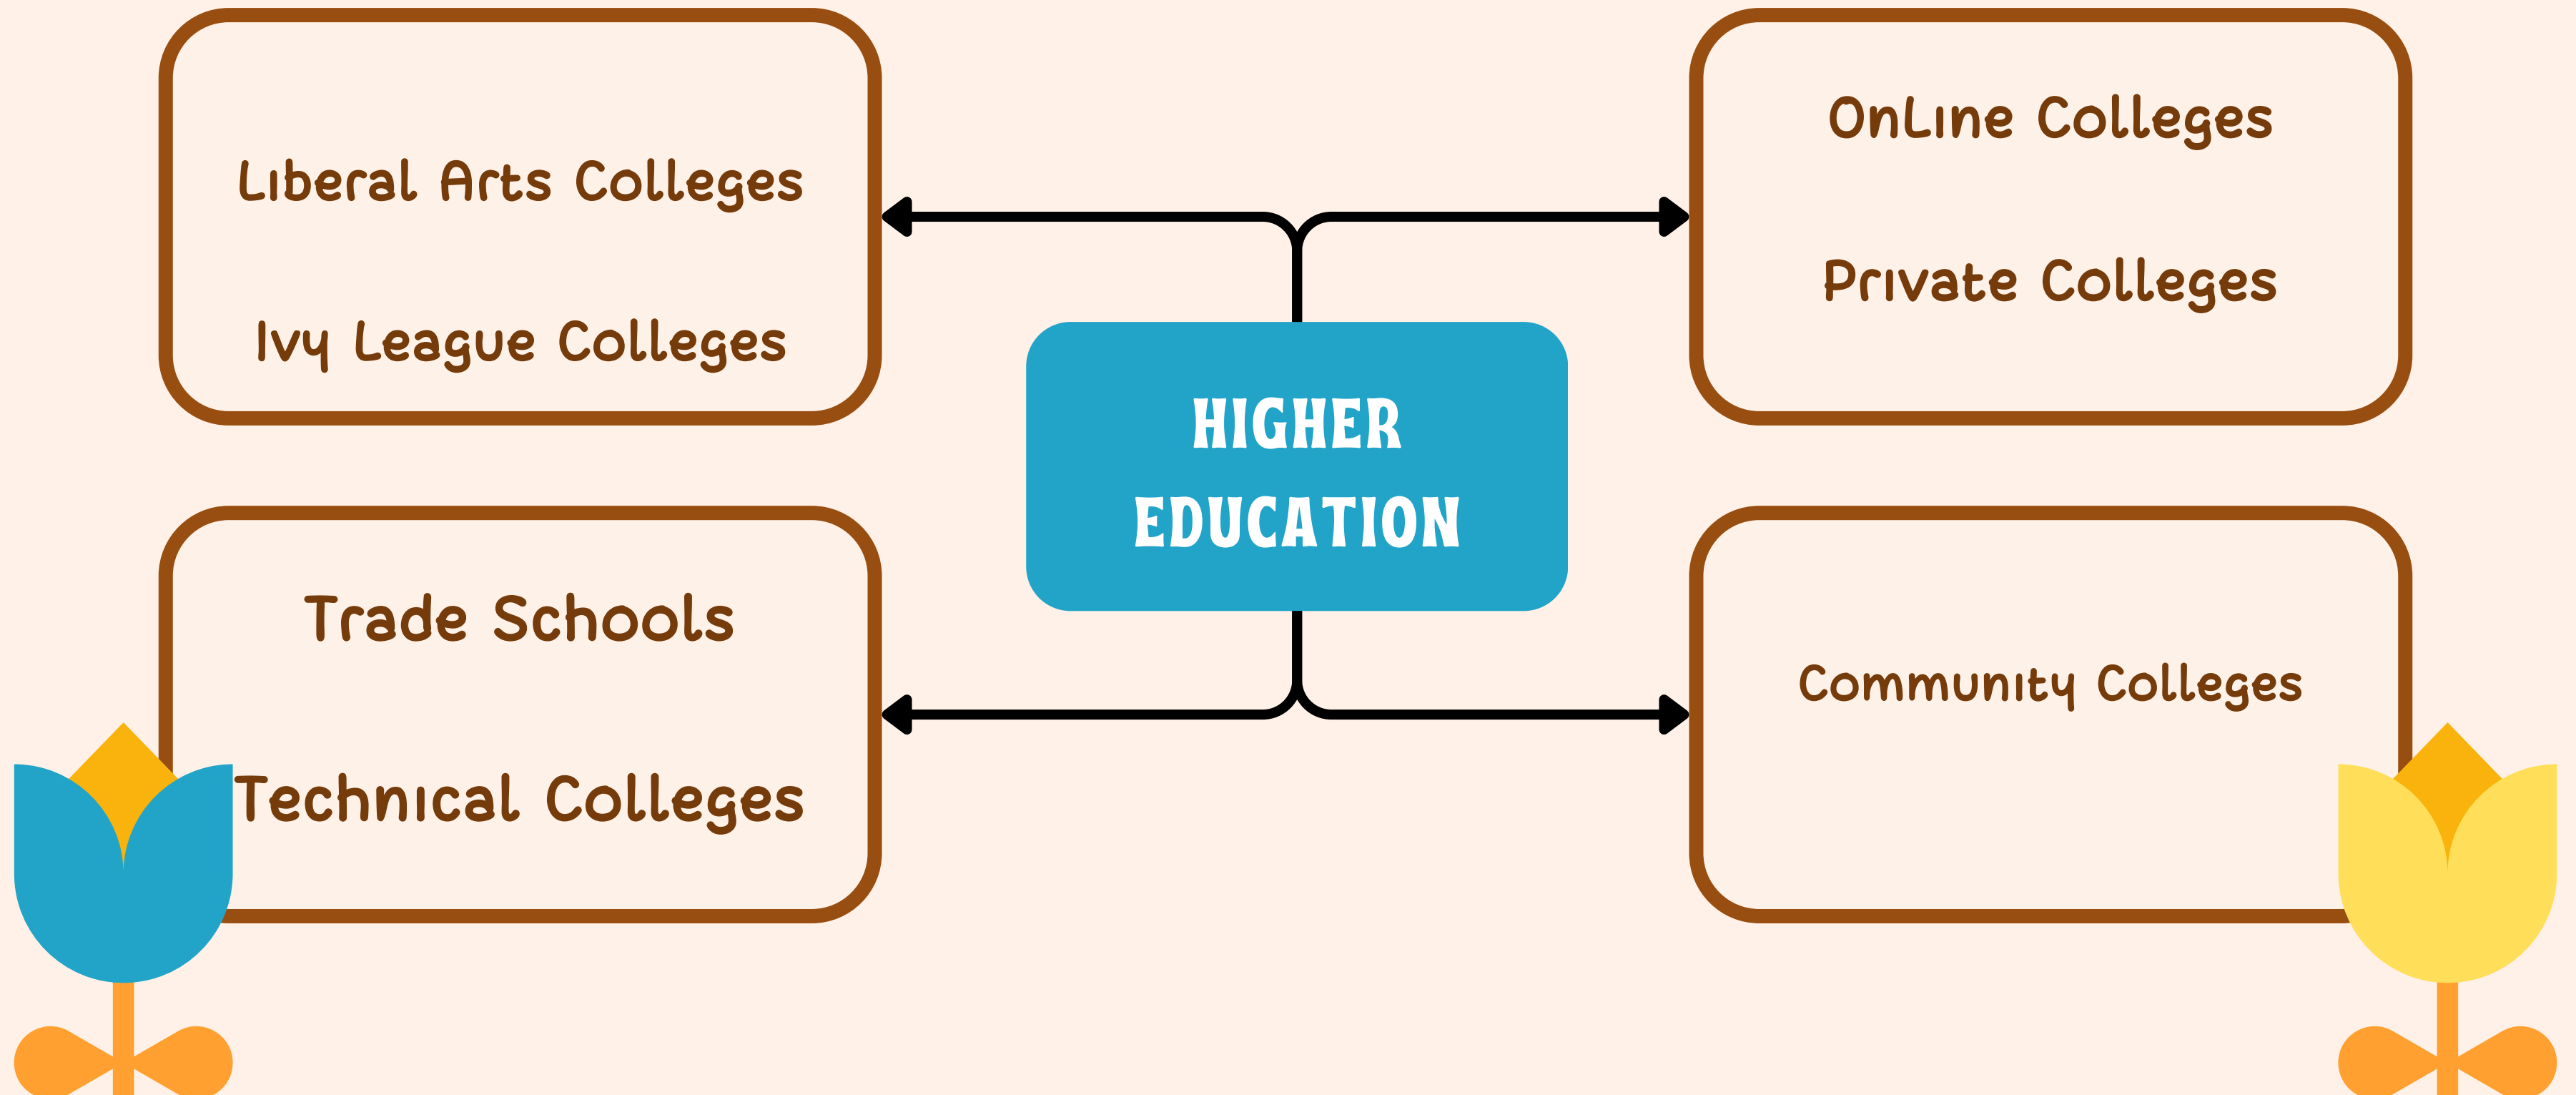 Liberal Arts Colleges
Ivy League Colleges
OnLine Colleges
Private Colleges
HIGHER
EDUCATION
Trade Schools
Technical Colleges
Community Colleges